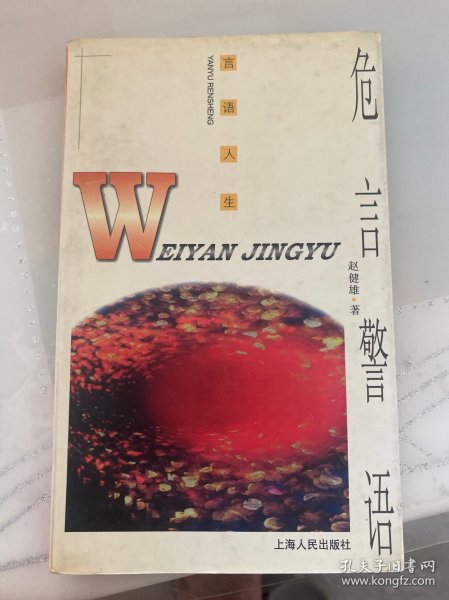 危言警语
言语人生
YANYU RENSHENG
WEIYAN JINGYU
赵健雄·著
上海人民出版社
孔夫子旧书网
www.kongfz.com